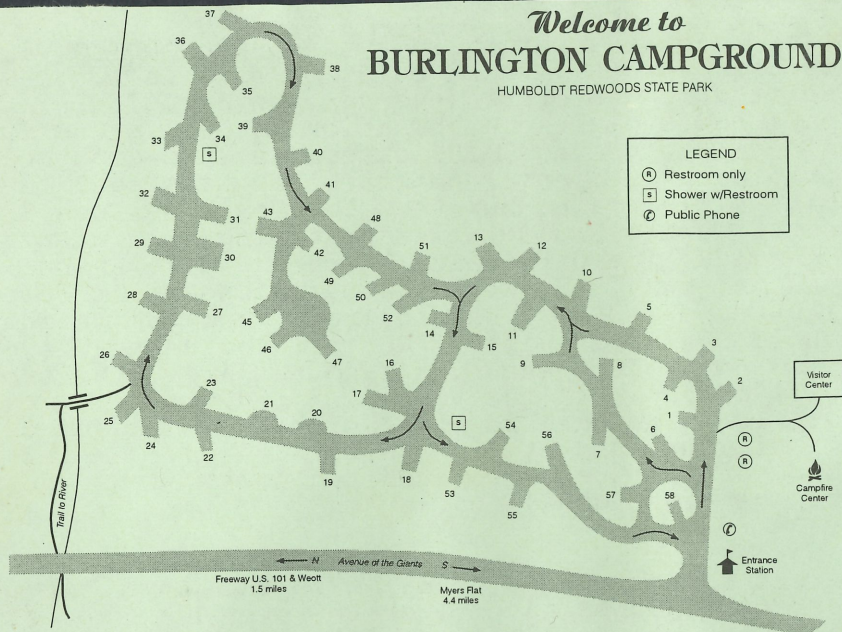 Welcome to
BURLINGTON CAMPGROUND
HUMBOLDT REDWOODS STATE PARK
LEGEND
R Restroom only
S Shower w/Restroom
✆ Public Phone
37
36
38
35
39
34
33
S
40
41
32
31
43
48
42
29
30
51
13
12
49
50
10
28
27
52
5
45
14
11
46
15
47
9
8
3
26
16
4
2
Visitor
Center
23
17
1
21
20
S
54
56
6
R
25
24
22
7
R
19
18
53
57
58
Campfire
Center
55
Trail to River
✆
Entrance
Station
N Avenue of the Giants S
Freeway U.S. 101 & Weott
1.5 miles
Myers Flat
4.4 miles